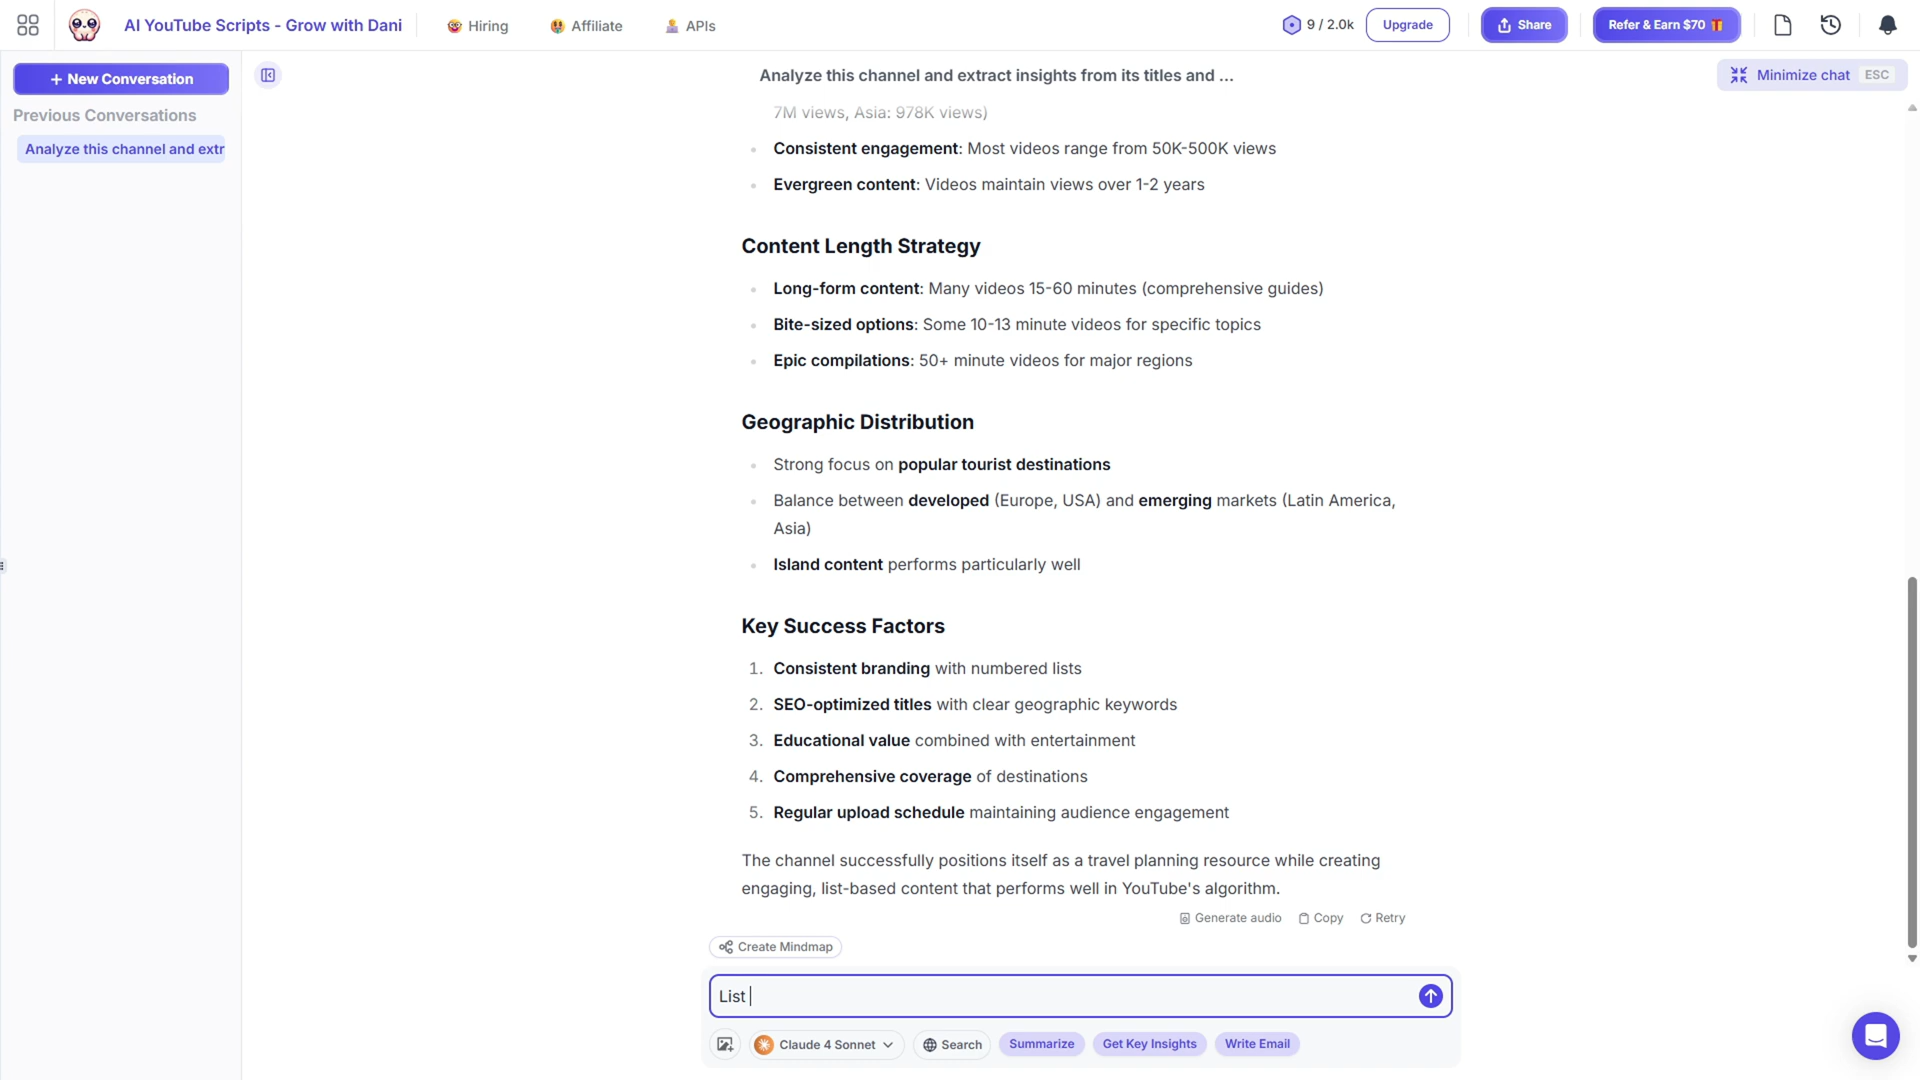 AI YouTube Scripts - Grow with Dani
Hiring
Affiliate
APIs
9 / 2.0k
Upgrade
Share
Refer & Earn $70
+ New Conversation
Previous Conversations
Analyze this channel and extr
Analyze this channel and extract insights from its titles and ...
Minimize chat ESC
7M views, Asia: 978K views)
Consistent engagement: Most videos range from 50K-500K views
Evergreen content: Videos maintain views over 1-2 years
Content Length Strategy
Long-form content: Many videos 15-60 minutes (comprehensive guides)
Bite-sized options: Some 10-13 minute videos for specific topics
Epic compilations: 50+ minute videos for major regions
Geographic Distribution
Strong focus on popular tourist destinations
Balance between developed (Europe, USA) and emerging markets (Latin America,
Asia)
Island content performs particularly well
Key Success Factors
1. Consistent branding with numbered lists
2. SEO-optimized titles with clear geographic keywords
3. Educational value combined with entertainment
4. Comprehensive coverage of destinations
5. Regular upload schedule maintaining audience engagement
The channel successfully positions itself as a travel planning resource while creating
engaging, list-based content that performs well in YouTube's algorithm.
Generate audio
Copy
Retry
Create Mindmap
List
Claude 4 Sonnet
Search
Summarize
Get Key Insights
Write Email